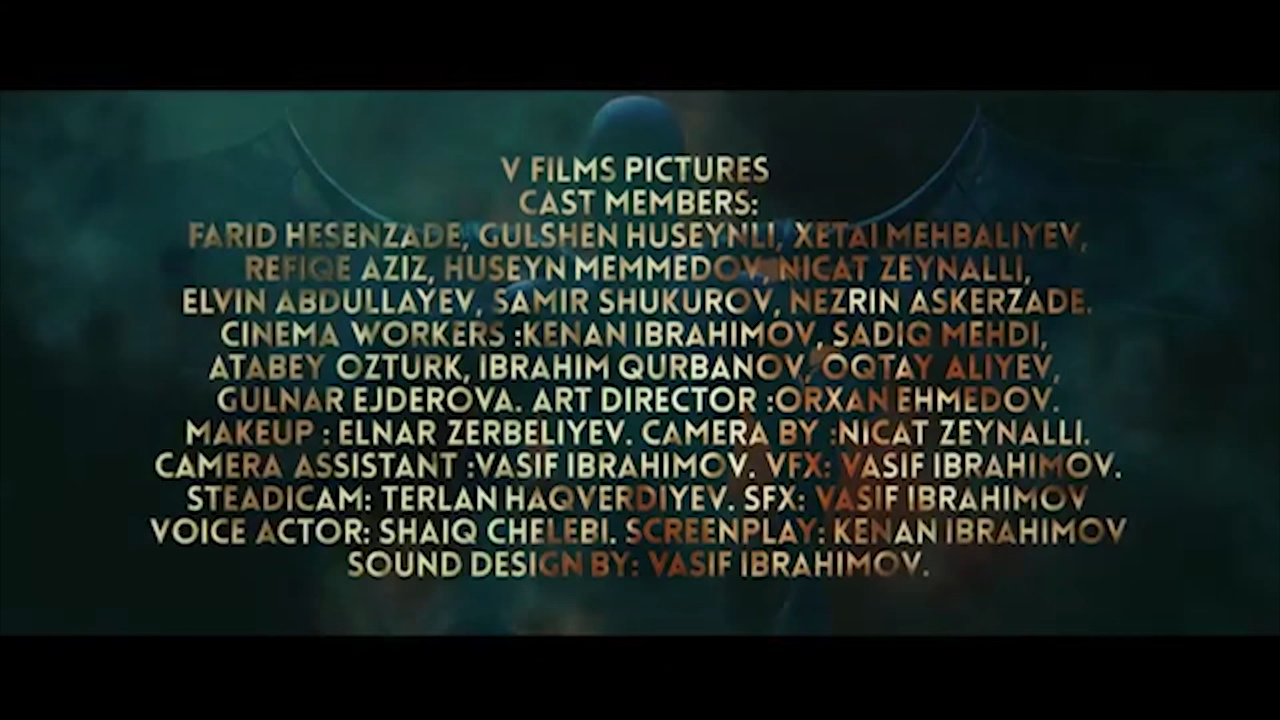 V FILMS PICTURES
CAST MEMBERS:
FARID HESENZADE, GULSHEN HUSEYNLI, XETAI MEHBALIYEV,
REFIQE AZIZ, HUSEYN MEMMEDOV, NICAT ZEYNALLI,
ELVIN ABDULLAYEV, SAMIR SHUKUROV, NEZRIN ASKERZADE.
CINEMA WORKERS :KENAN IBRAHIMOV, SADIQ MEHDI,
ATABEY OZTURK, IBRAHIM QURBANOV, OQTAY ALIYEV,
GULNAR EJDEROVA. ART DIRECTOR :ORXAN EHMEDOV.
MAKEUP : ELNAR ZERBELIYEV. CAMERA BY :NICAT ZEYNALLI.
CAMERA ASSISTANT :VASIF IBRAHIMOV. VFX: VASIF IBRAHIMOV.
STEADICAM: TERLAN HAQVERDIYEV. SFX: VASIF IBRAHIMOV
VOICE ACTOR: SHAIQ CHELEBI. SCREENPLAY: KENAN IBRAHIMOV
SOUND DESIGN BY: VASIF IBRAHIMOV.